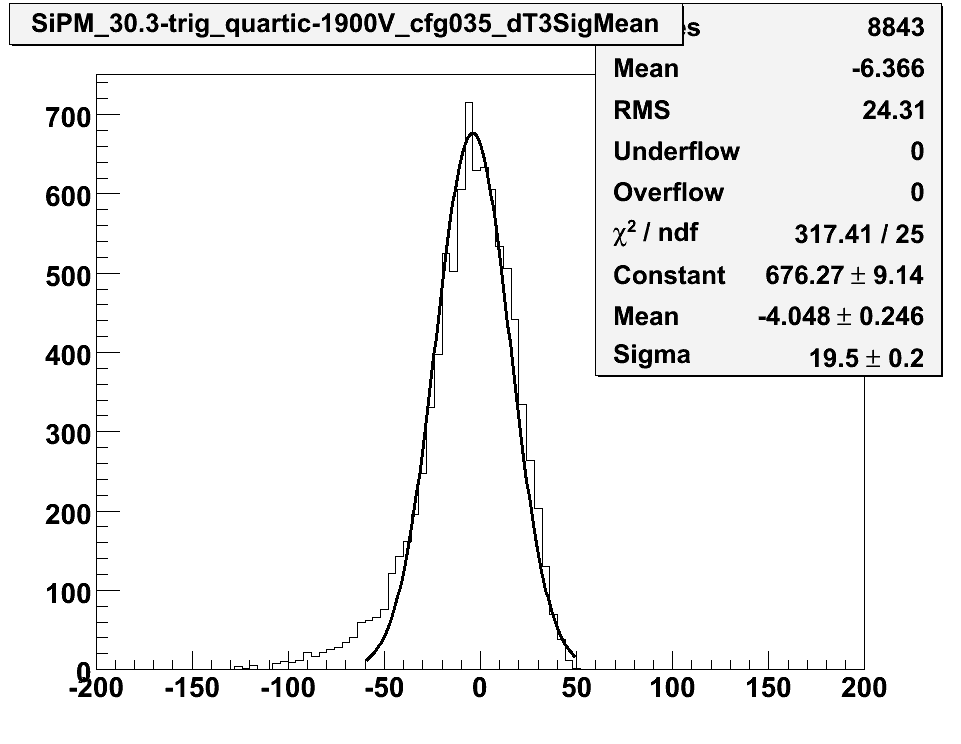 SiPM_30.3-trig_quartic-1900V_cfg035_dT3SigMean
8843
Mean -6.366
RMS 24.31
Underflow 0
Overflow 0
χ² / ndf 317.41 / 25
Constant 676.27 ± 9.14
Mean -4.048 ± 0.246
Sigma 19.5 ± 0.2
700
600
500
400
300
200
100
0
-200 -150 -100 -50 0 50 100 150 200